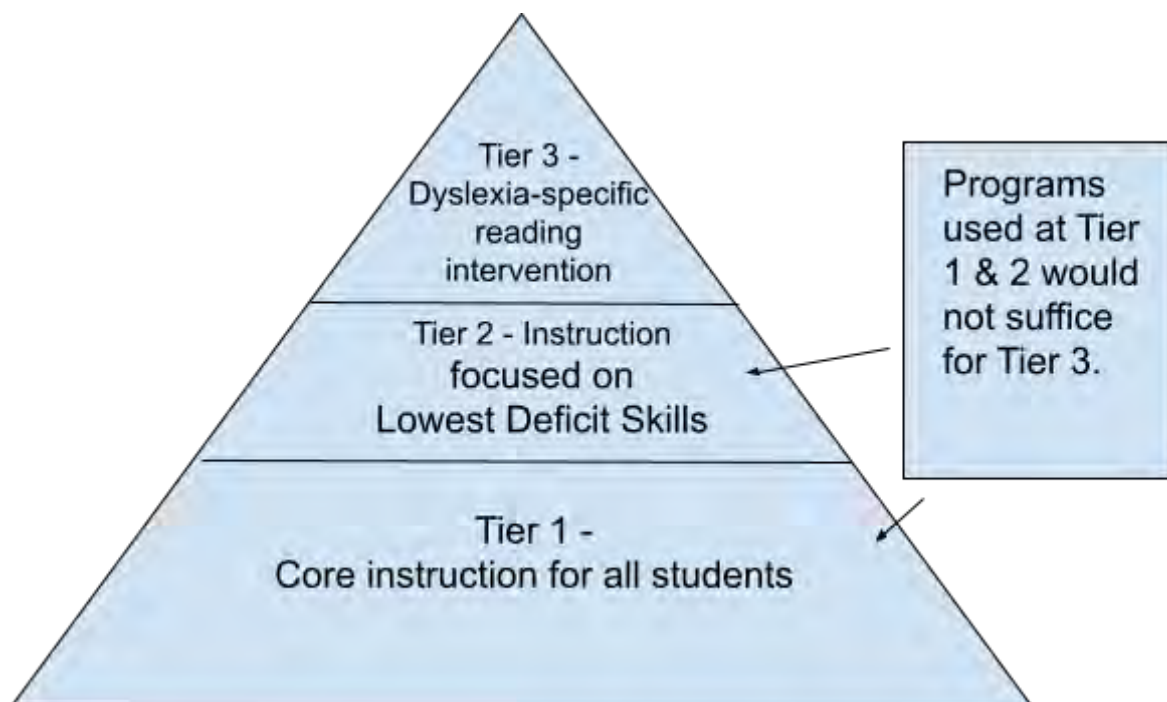 Tier 3 -
Dyslexia-specific
reading
intervention
Tier 2 - Instruction
focused on
Lowest Deficit Skills
Tier 1 -
Core instruction for all students
Programs
used at Tier
1 & 2 would
not suffice
for Tier 3.